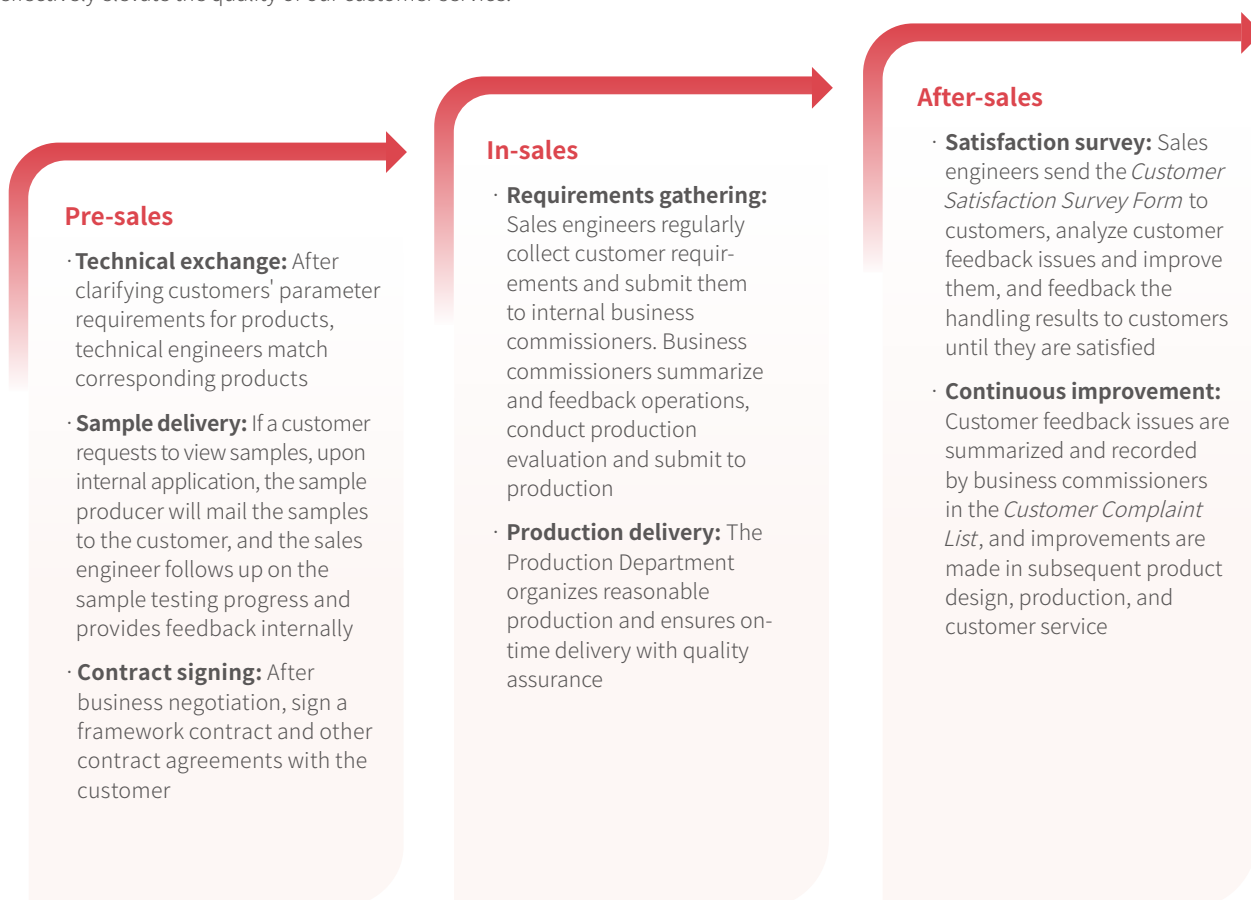 effectively elevate the quality of our customer service.
Pre-sales
· Technical exchange: After
clarifying customers' parameter
requirements for products,
technical engineers match
corresponding products
· Sample delivery: If a customer
requests to view samples, upon
internal application, the sample
producer will mail the samples
to the customer, and the sales
engineer follows up on the
sample testing progress and
provides feedback internally
· Contract signing: After
business negotiation, sign a
framework contract and other
contract agreements with the
customer
In-sales
· Requirements gathering:
Sales engineers regularly
collect customer requir-
ements and submit them
to internal business
commissioners. Business
commissioners summarize
and feedback operations,
conduct production
evaluation and submit to
production
· Production delivery: The
Production Department
organizes reasonable
production and ensures on-
time delivery with quality
assurance
After-sales
· Satisfaction survey: Sales
engineers send the Customer
Satisfaction Survey Form to
customers, analyze customer
feedback issues and improve
them, and feedback the
handling results to customers
until they are satisfied
· Continuous improvement:
Customer feedback issues are
summarized and recorded
by business commissioners
in the Customer Complaint
List, and improvements are
made in subsequent product
design, production, and
customer service